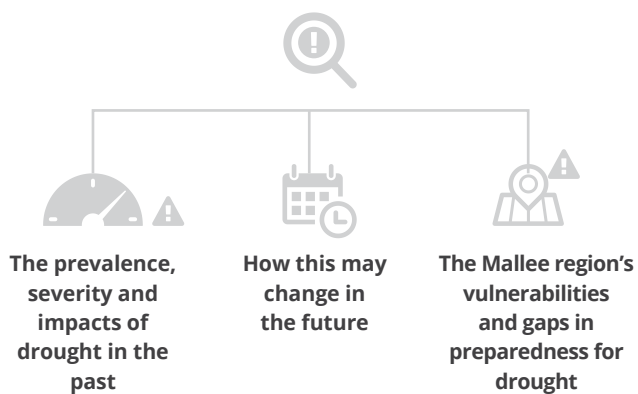 The prevalence,
severity and
impacts of
drought in the
past
How this may
change in
the future
The Mallee region's
vulnerabilities
and gaps in
preparedness for
drought